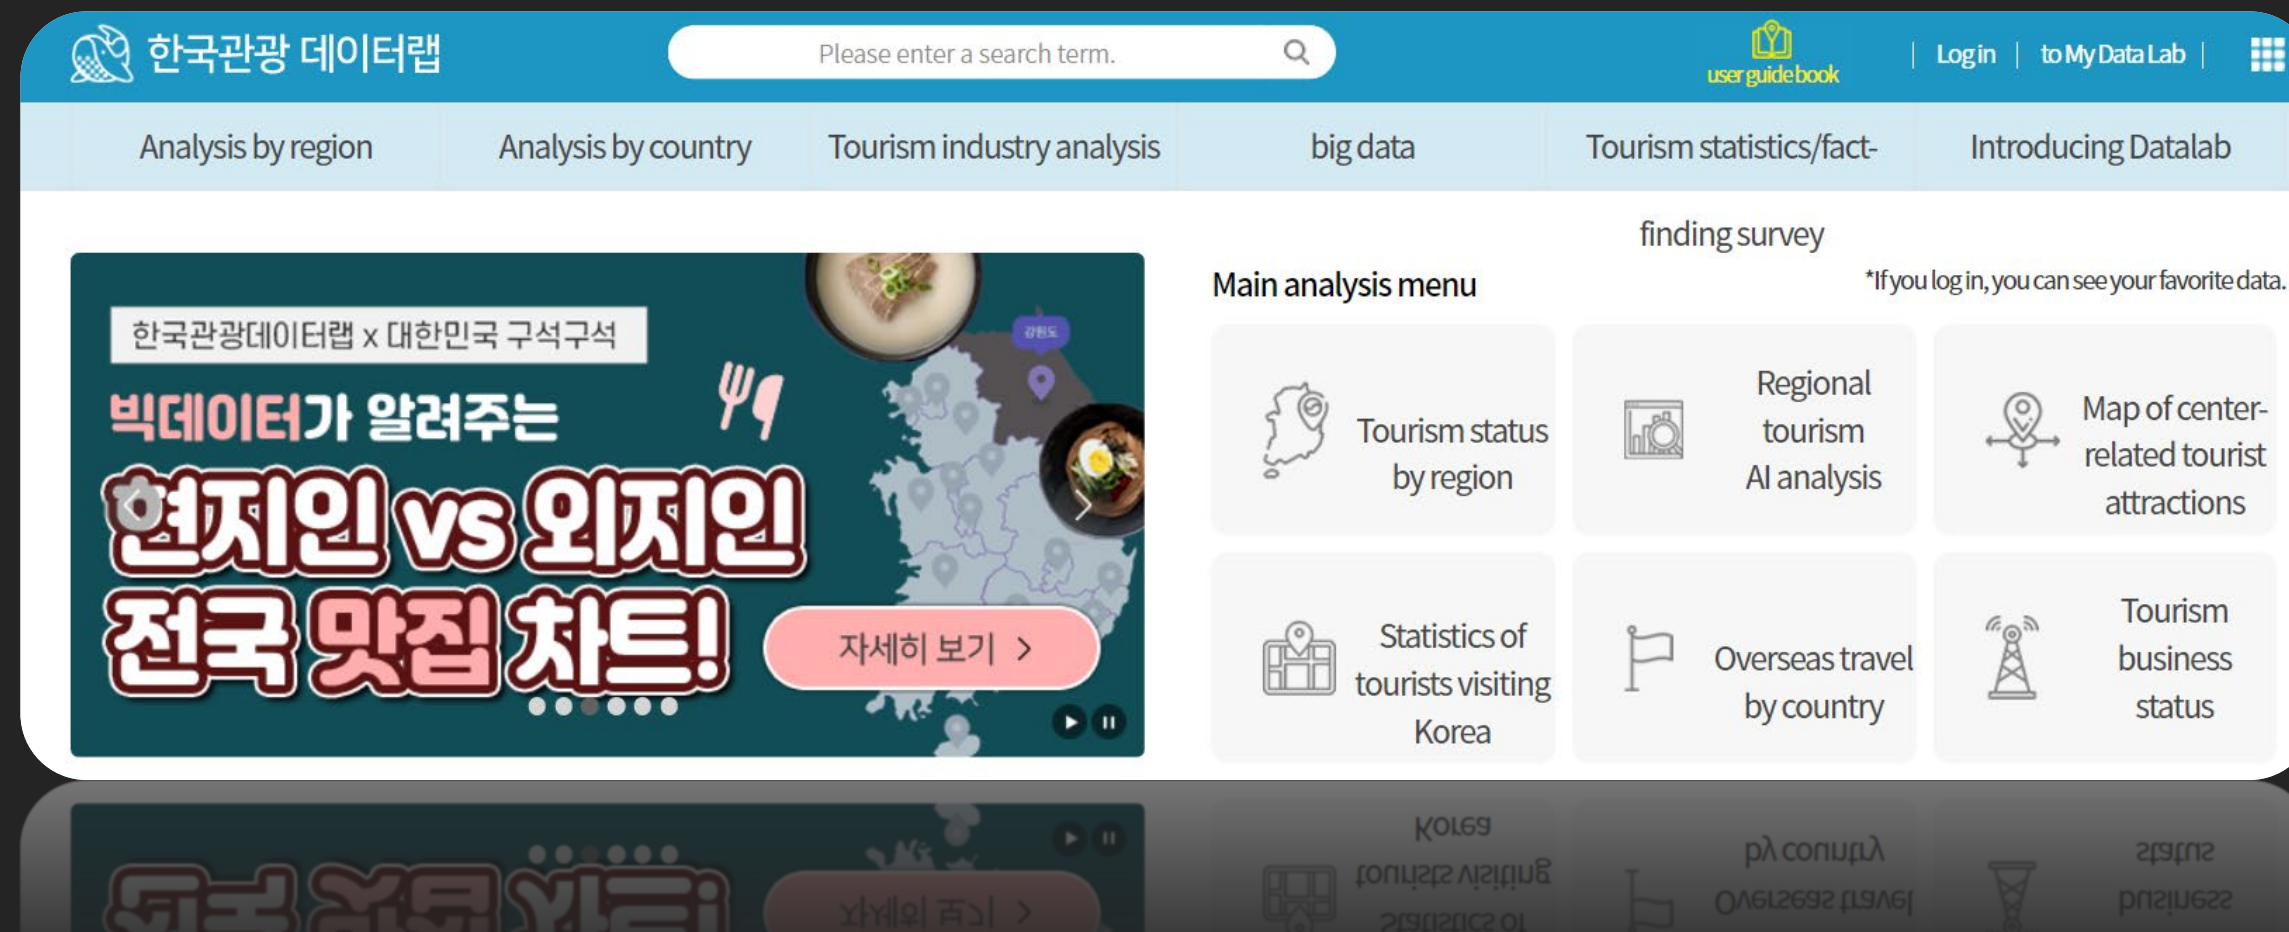 한국관광 데이터랩
Please enter a search term.
user guide book
Login
to My Data Lab
Analysis by region
Analysis by country
Tourism industry analysis
big data
Tourism statistics/fact-
finding survey
Introducing Datalab
한국관광데이터랩 x 대한민국 구석구석
빅데이터가 알려주는
현지인 vs 외지인
전국 맛집 차트!
자세히 보기 >
강원도
Main analysis menu
*If you log in, you can see your favorite data.
Tourism status
by region
Regional
tourism
AI analysis
Map of center-
related tourist
attractions
Statistics of
tourists visiting
Korea
Overseas travel
by country
Tourism
business
status